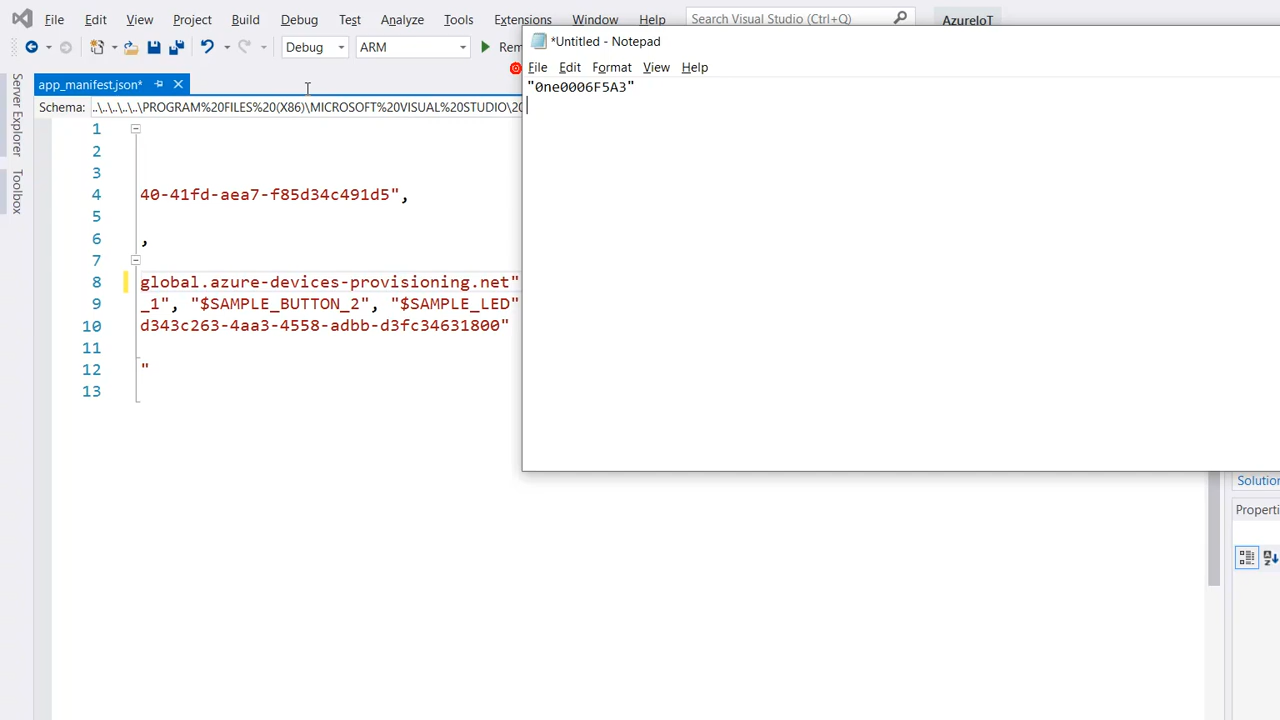 File Edit View Project Build Debug Test Analyze Tools Extensions Window Help Search Visual Studio (Ctrl+Q) AzureIoT
Debug ARM Rem
*Untitled - Notepad
File Edit Format View Help
"0ne0006F5A3"
app_manifest.json*
Schema: ..\..\..\..\..\PROGRAM%20FILES%20(X86)\MICROSOFT%20VISUAL%20STUDIO\20
Server Explorer
Toolbox
1
2
3
4 40-41fd-aea7-f85d34c491d5",
5
6 ,
7
8 global.azure-devices-provisioning.net"
9 _1", "$SAMPLE_BUTTON_2", "$SAMPLE_LED"
10 d343c263-4aa3-4558-adbb-d3fc34631800"
11
12 "
13
Solution
Properti